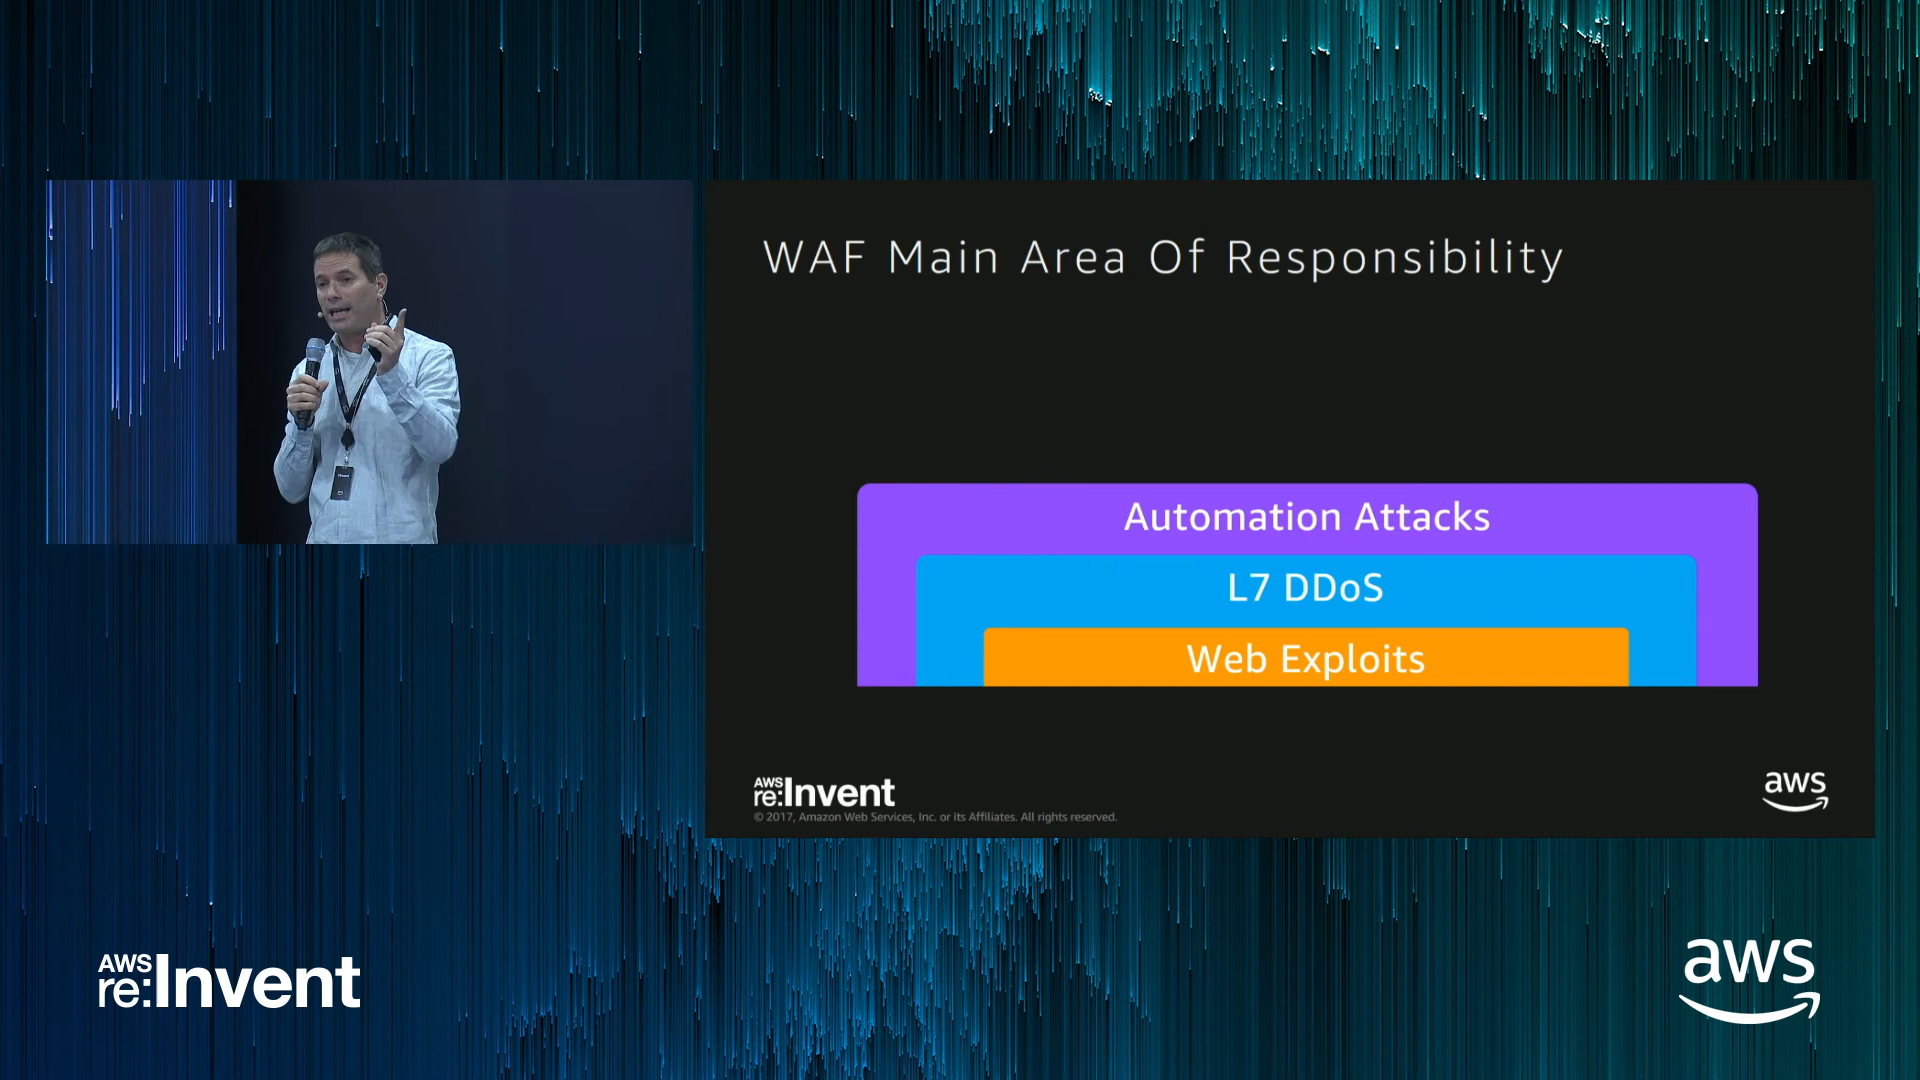 WAF Main Area Of Responsibility
Automation Attacks
L7 DDoS
Web Exploits
AWS
re:Invent
© 2017, Amazon Web Services, Inc. or its Affiliates. All rights reserved.
aws
AWS
re:Invent
aws